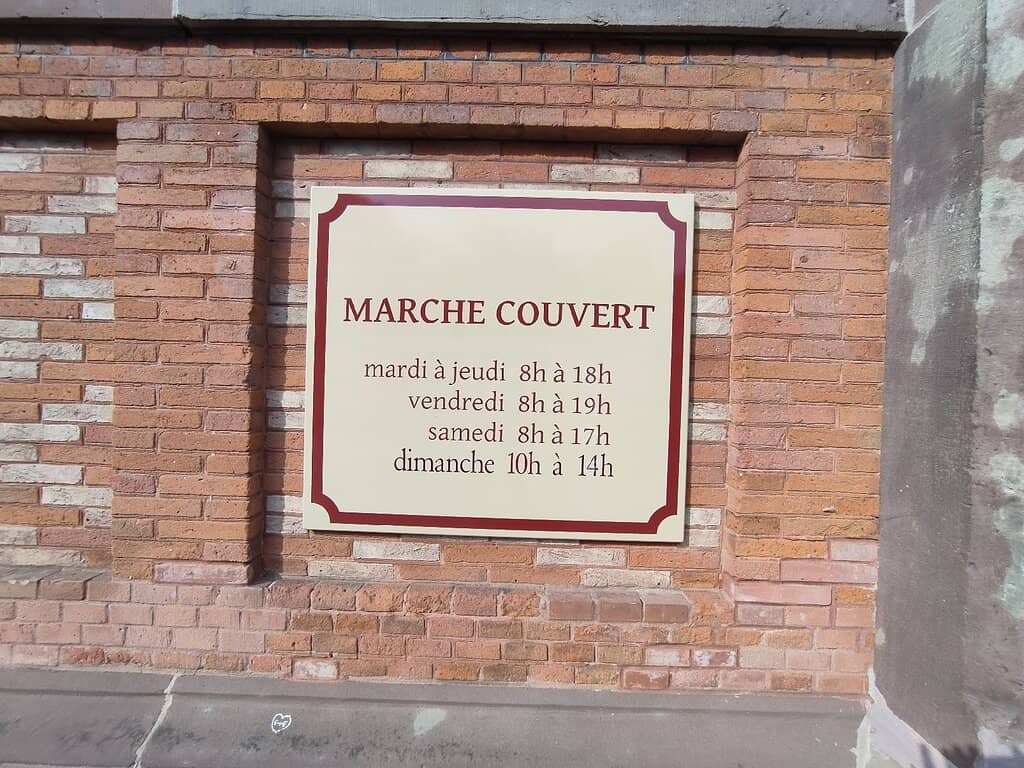 MARCHE COUVERT
mardi à jeudi 8h à 18h
vendredi 8h à 19h
samedi 8h à 17h
dimanche 10h à 14h